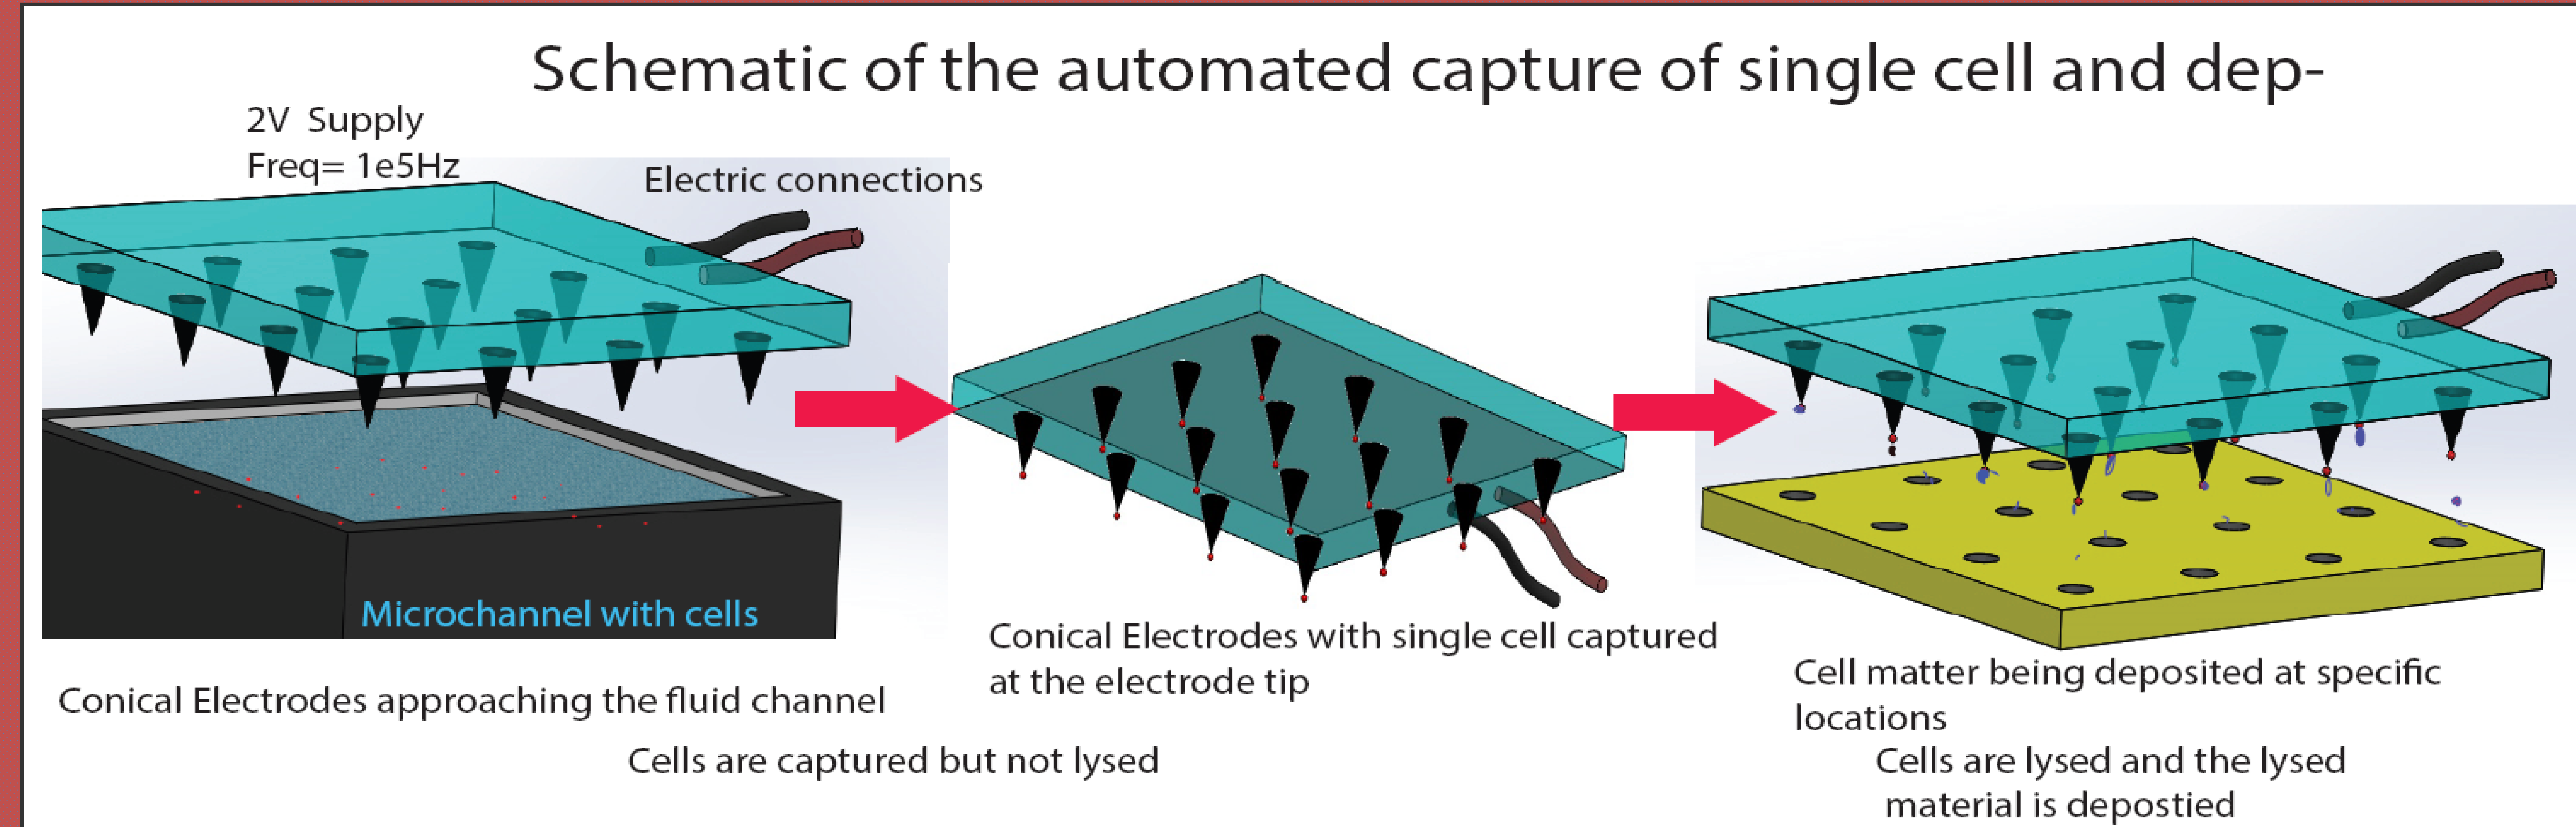 Schematic of the automated capture of single cell and dep-
2V Supply
Freq= 1e5Hz
Electric connections
Microchannel with cells
Conical Electrodes approaching the fluid channel
Conical Electrodes with single cell captured
at the electrode tip
Cells are captured but not lysed
Cell matter being deposited at specific
locations
Cells are lysed and the lysed
material is depostied